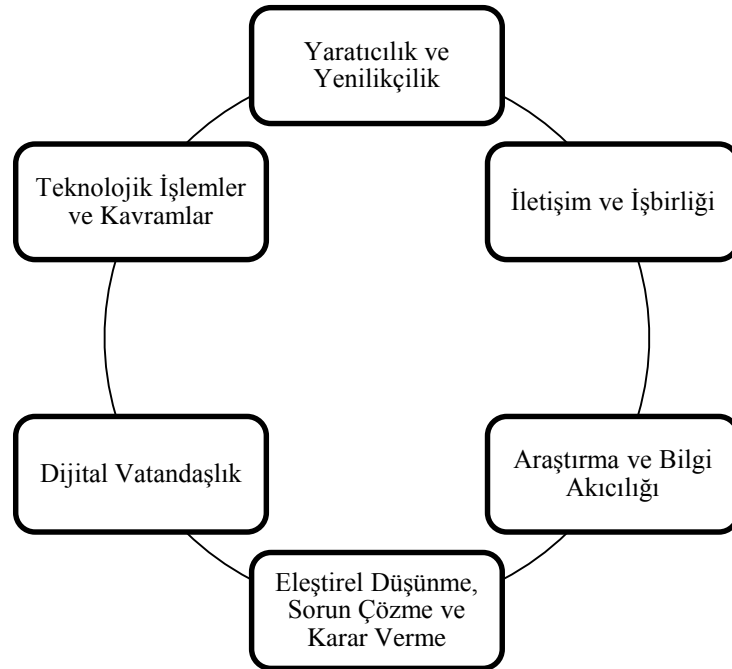 Yaratıcılık ve
Yenilikçilik
Teknolojik İşlemler
ve Kavramlar
İletişim ve İşbirliği
Dijital Vatandaşlık
Araştırma ve Bilgi
Akıcılığı
Eleştirel Düşünme,
Sorun Çözme ve
Karar Verme